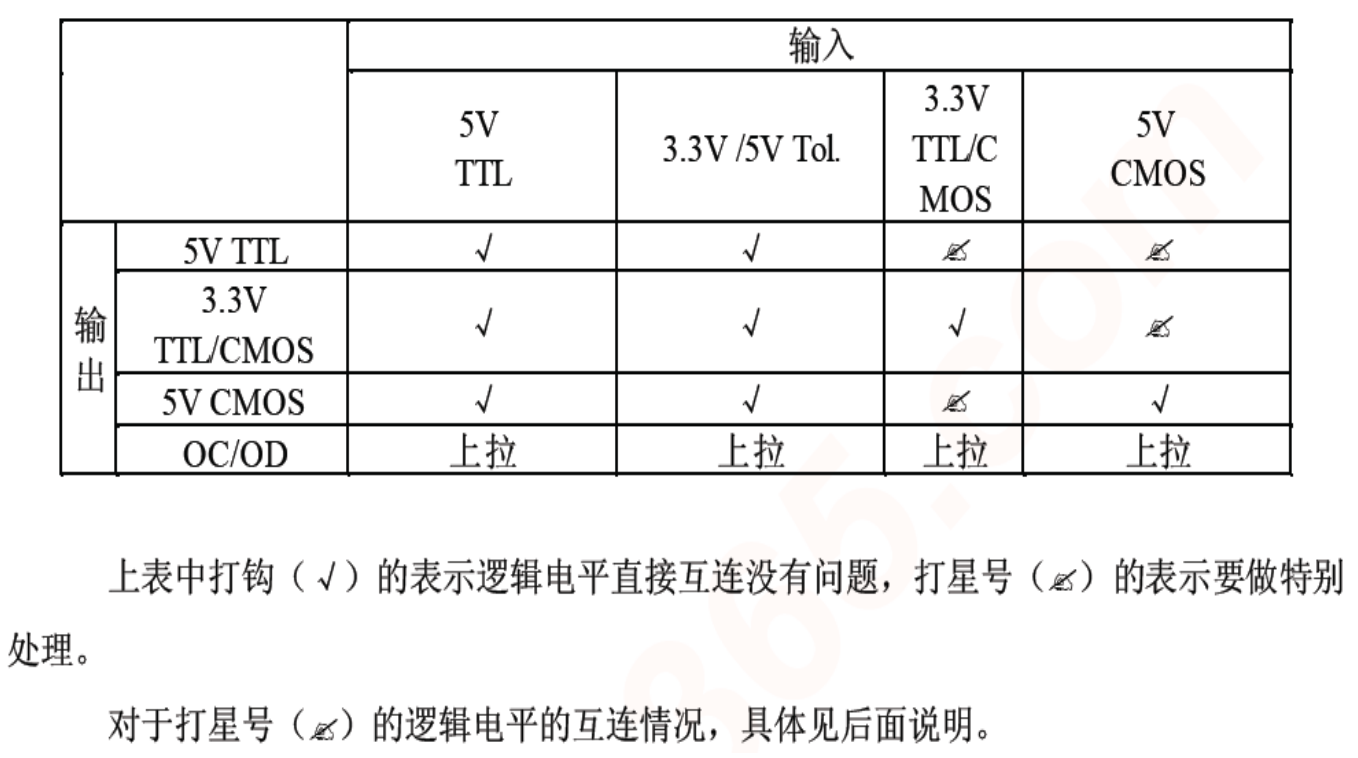 输入
5V
TTL
3.3V /5V Tol.
3.3V
TTL/C
MOS
5V
CMOS
输
出
5V TTL √ √ ✍ ✍
3.3V
TTL/CMOS √ √ √ ✍
5V CMOS √ √ ✍ √
OC/OD 上拉 上拉 上拉 上拉
上表中打钩（√）的表示逻辑电平直接互连没有问题，打星号（✍）的表示要做特别
处理。
对于打星号（✍）的逻辑电平的互连情况，具体见后面说明。
365.com